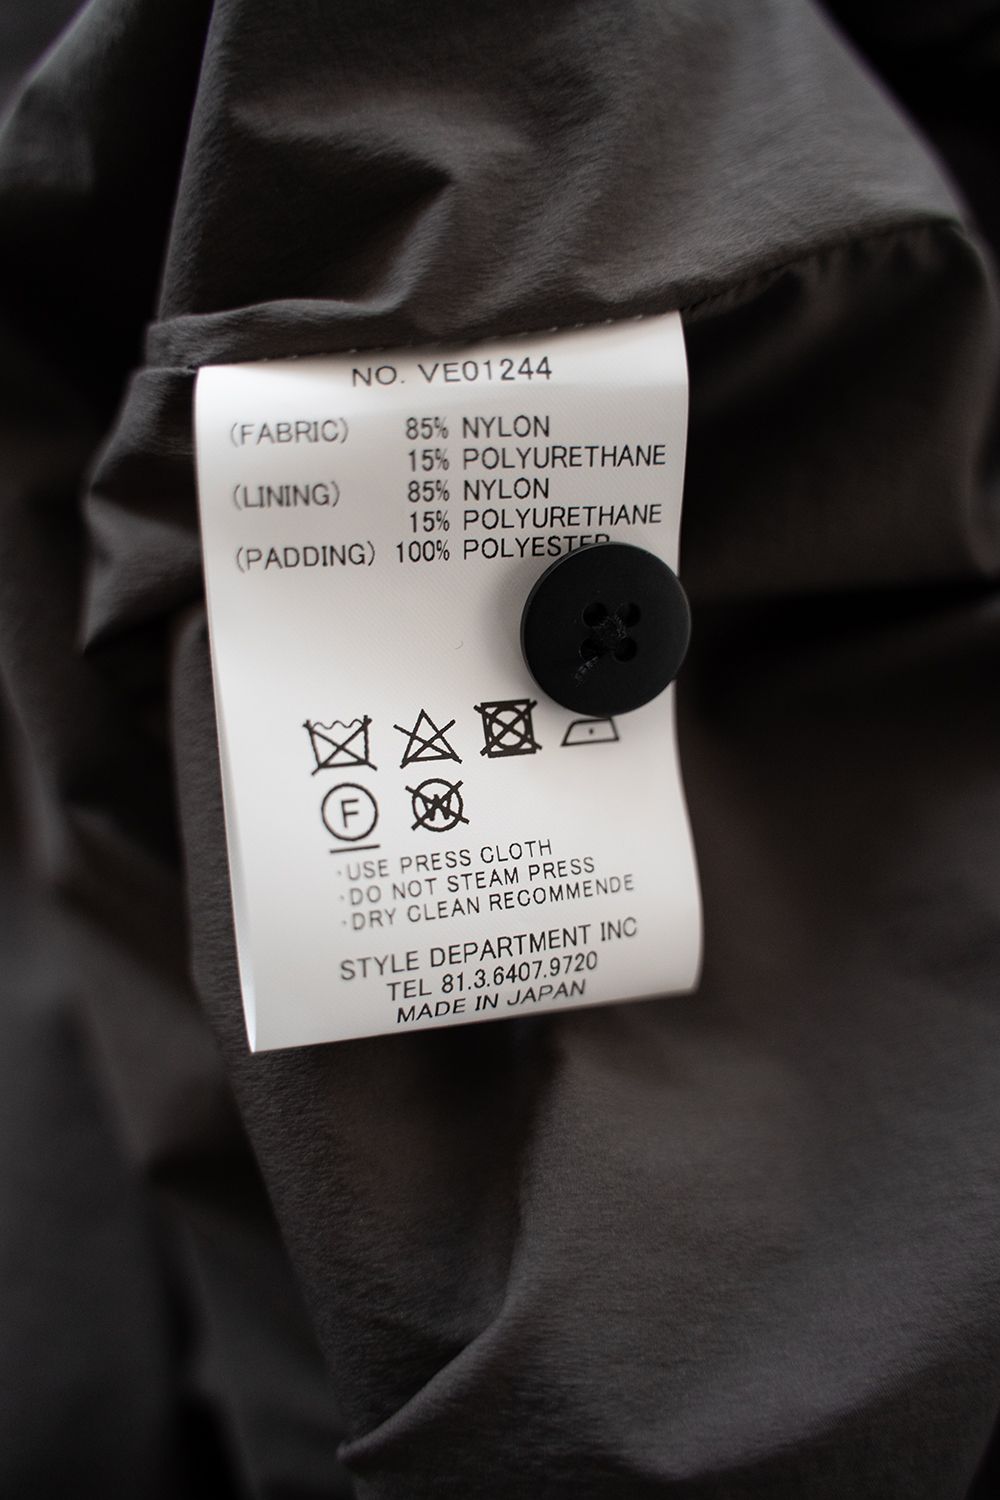 NO. VE01244
(FABRIC) 85% NYLON
15% POLYURETHANE
(LINING) 85% NYLON
15% POLYURETHANE
(PADDING) 100% POLYESTER
F
W
·USE PRESS CLOTH
·DO NOT STEAM PRESS
·DRY CLEAN RECOMMENDE
STYLE DEPARTMENT INC
TEL 81.3.6407.9720
MADE IN JAPAN